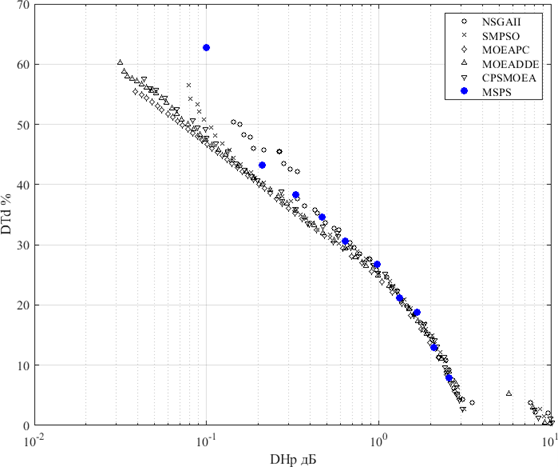 70
60
50
40
30
20
10
0
DTd %
10-2
10-1
100
101
DHp дБ
NSGAII
SMPSO
MOEAPC
MOEADDE
CPSMOEA
MSPS